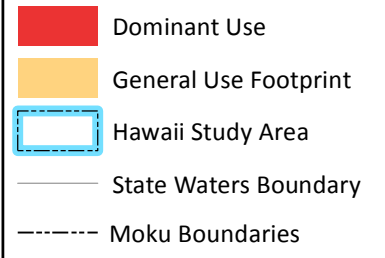 Dominant Use
General Use Footprint
Hawaii Study Area
State Waters Boundary
Moku Boundaries